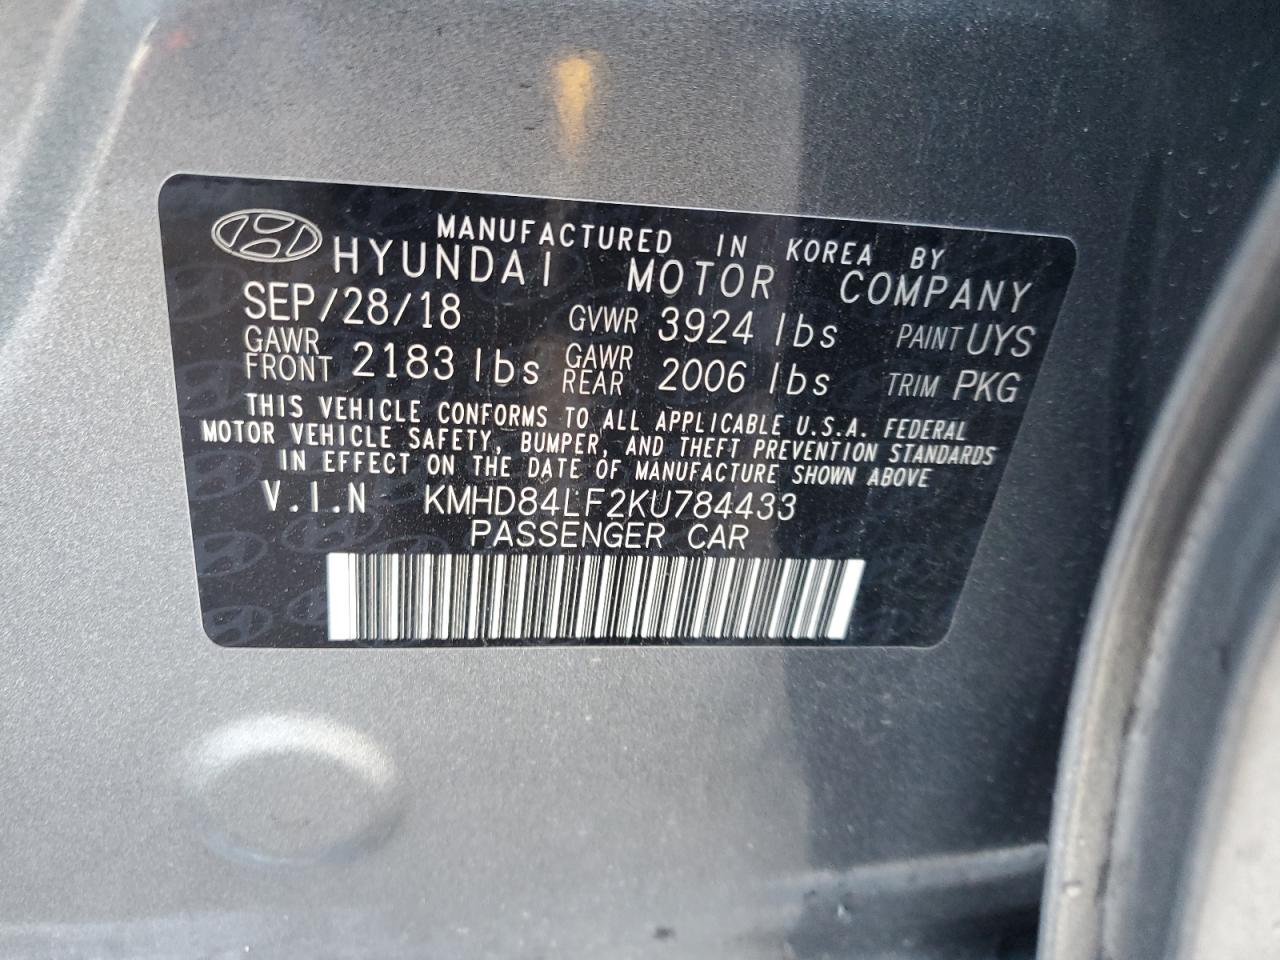 MANUFACTURED IN KOREA BY
HYUNDAI MOTOR COMPANY
SEP/28/18 GVWR 3924 lbs PAINT UYS
GAWR FRONT 2183 lbs GAWR REAR 2006 lbs TRIM PKG
THIS VEHICLE CONFORMS TO ALL APPLICABLE U.S.A. FEDERAL
MOTOR VEHICLE SAFETY, BUMPER, AND THEFT PREVENTION STANDARDS
IN EFFECT ON THE DATE OF MANUFACTURE SHOWN ABOVE
V.I.N KMHD84LF2KU784433
PASSENGER CAR